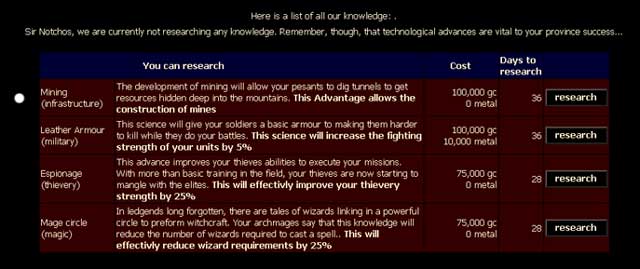 Here is a list of all our knowledge: .
Sir Notchos, we are currently not researching any knowledge. Remember, though, that technological advances are vital to your province success...
You can research Cost Days to research
Mining (infrastructure)
The development of mining will allow your pesants to dig tunnels to get
resources hidden deep into the mountains. This Advantage allows the
construction of mines
100,000 gc
0 metal
36 research
Leather Armour (military)
This science will give your soldiers a basic armour to making them harder
to kill while they do your battles. This science will increase the fighting
strength of your units by 5%
100,000 gc
10,000 metal
36 research
Espionage (thievery)
This advance improves your thieves abilities to execute your missions.
With more than basic training in the field, your thieves are now starting to
mangle with the elites. This will effectivly improve your thievery
strength by 25%
75,000 gc
0 metal
28 research
Mage circle (magic)
In ledgends long forgotten, there are tales of wizards linking in a powerful
circle to preform witchcraft. Your archmages say that this knowledge will
reduce the number of wizards required to cast a spell.. This will
effectivly reduce wizard requirements by 25%
75,000 gc
0 metal
28 research